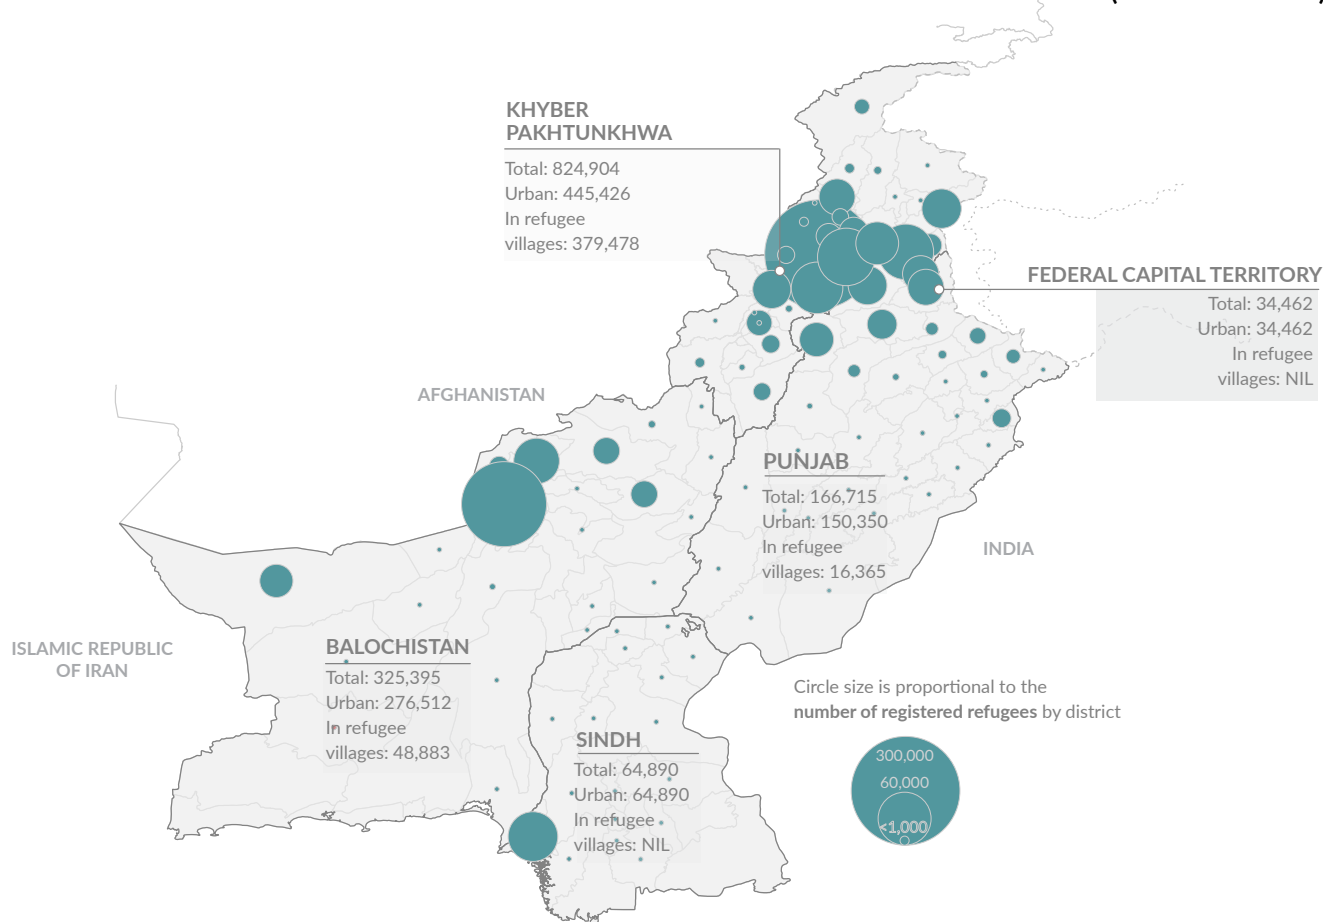 KHYBER
PAKHTUNKHWA
Total: 824,904
Urban: 445,426
In refugee
villages: 379,478
FEDERAL CAPITAL TERRITORY
Total: 34,462
Urban: 34,462
In refugee
villages: NIL
AFGHANISTAN
PUNJAB
Total: 166,715
Urban: 150,350
In refugee
villages: 16,365
INDIA
ISLAMIC REPUBLIC
OF IRAN
BALOCHISTAN
Total: 325,395
Urban: 276,512
In refugee
villages: 48,883
SINDH
Total: 64,890
Urban: 64,890
In refugee
villages: NIL
Circle size is proportional to the
number of registered refugees by district
300,000
60,000
<1,000